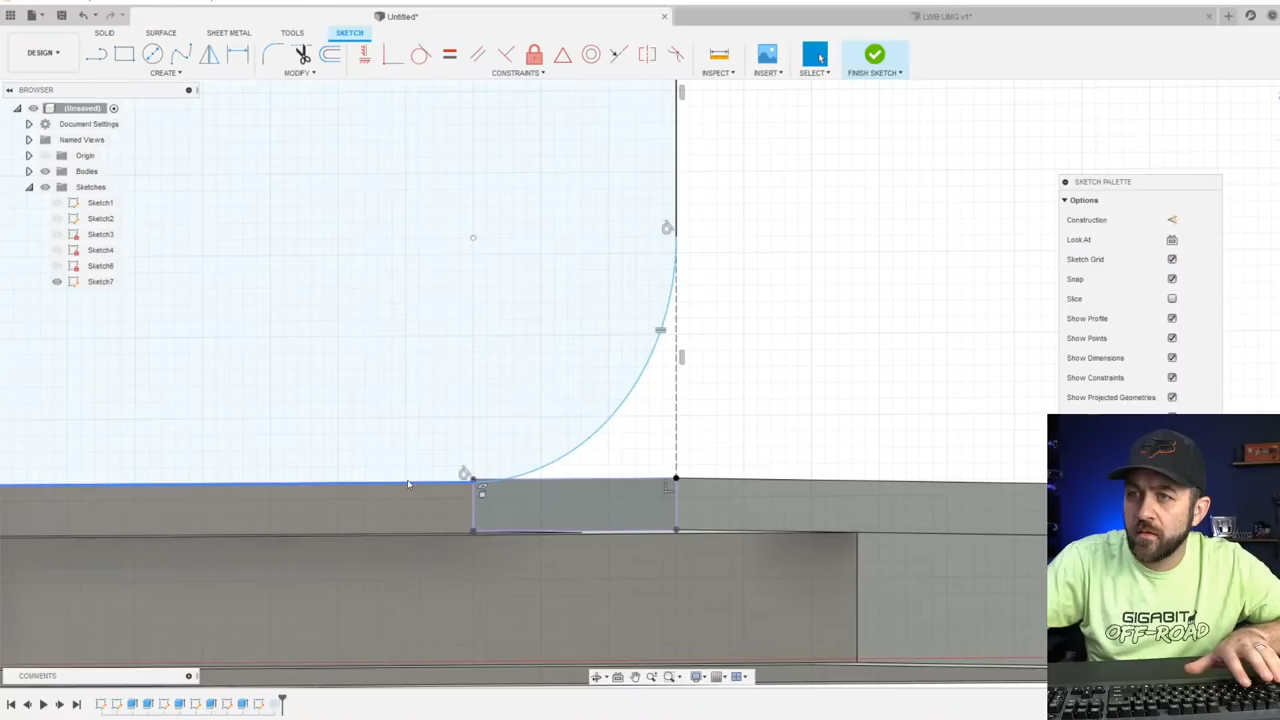 Untitled*
LWB UMG v1*
DESIGN
SOLID
SURFACE
SHEET METAL
TOOLS
SKETCH
CREATE
MODIFY
CONSTRAINTS
INSPECT
INSERT
SELECT
FINISH SKETCH
BROWSER
(Unsaved)
Document Settings
Named Views
Origin
Bodies
Sketches
Sketch1
Sketch2
Sketch3
Sketch4
Sketch6
Sketch7
SKETCH PALETTE
Options
Construction
Look At
Sketch Grid
Snap
Slice
Show Profile
Show Points
Show Dimensions
Show Constraints
Show Projected Geometries
GIGABIT
OFF-ROAD
COMMENTS